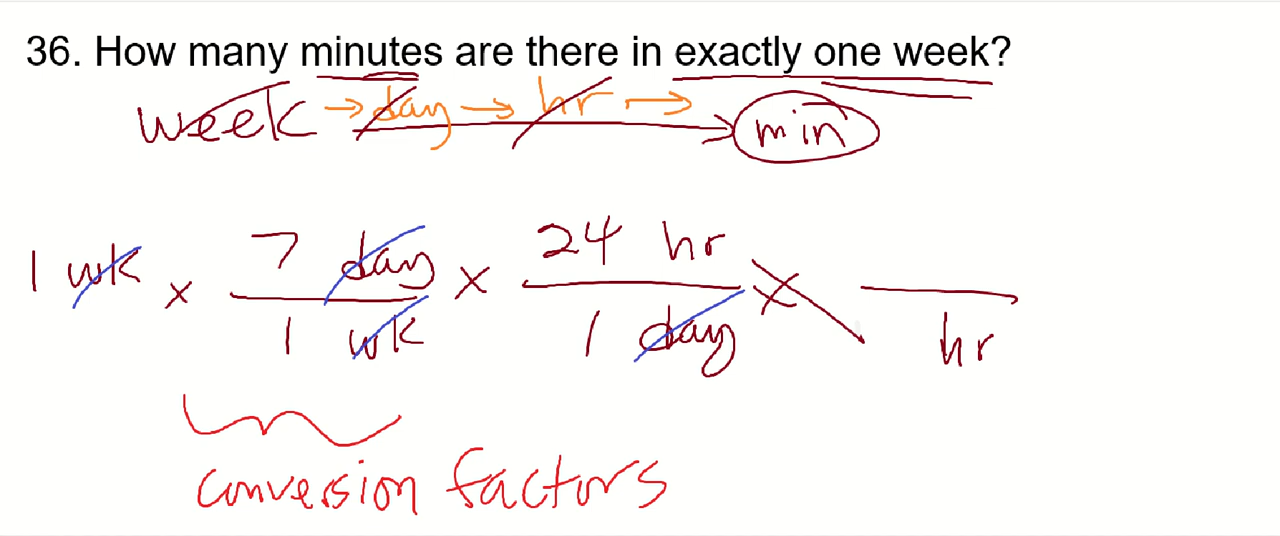 36. How many minutes are there in exactly one week?
week → day → hr → min
1 wk x 7 day x 24 hr x
1 wk 1 day hr
conversion factors